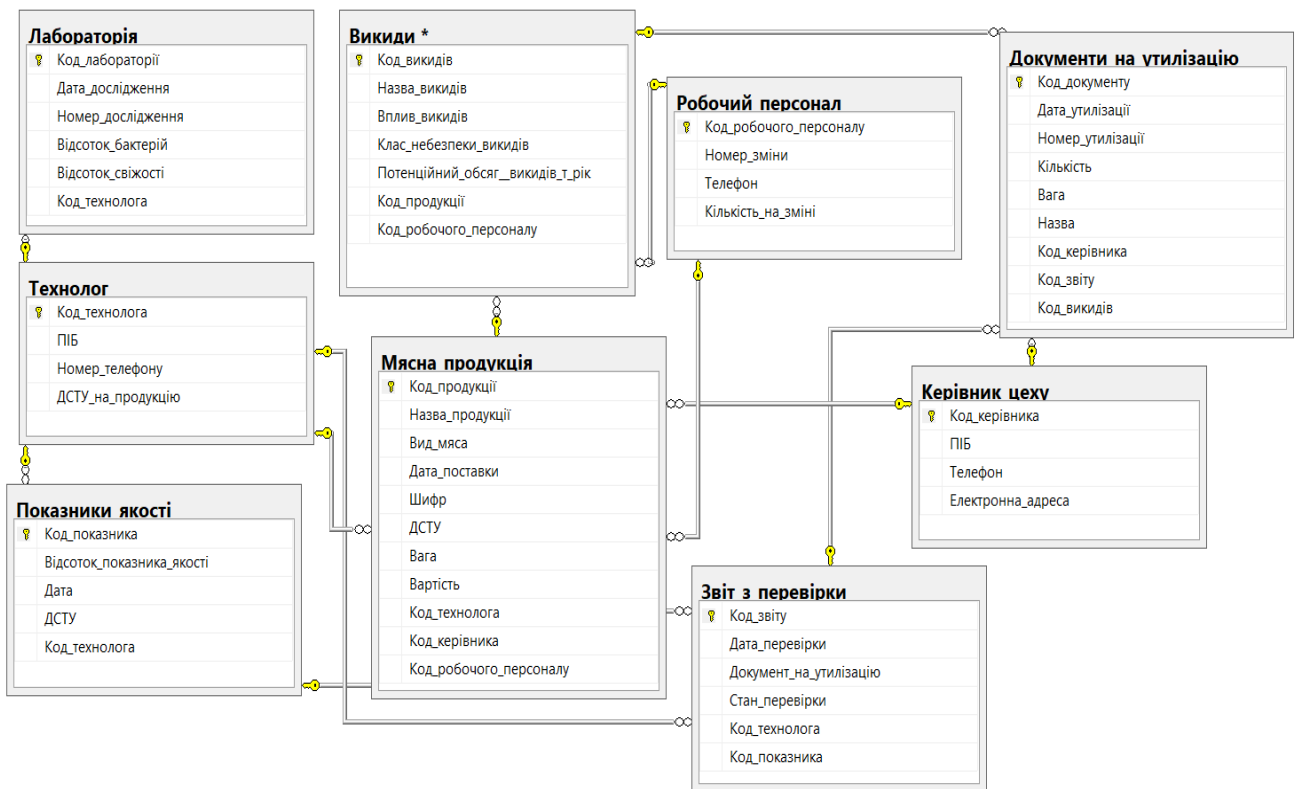 Лабораторія
Код_лабораторії
Дата_дослідження
Номер_дослідження
Відсоток_бактерій
Відсоток_свіжості
Код_технолога
Викиди *
Код_викидів
Назва_викидів
Вплив_викидів
Клас_небезпеки_викидів
Потенційний_обсяг__викидів_т_рік
Код_продукції
Код_робочого_персоналу
Робочий персонал
Код_робочого_персоналу
Номер_зміни
Телефон
Кількість_на_зміні
Документи на утилізацію
Код_документу
Дата_утилізації
Номер_утилізації
Кількість
Вага
Назва
Код_керівника
Код_звіту
Код_викидів
Технолог
Код_технолога
ПІБ
Номер_телефону
ДСТУ_на_продукцію
Мясна продукція
Код_продукції
Назва_продукції
Вид_мяса
Дата_поставки
Шифр
ДСТУ
Вага
Вартість
Код_технолога
Код_керівника
Код_робочого_персоналу
Керівник цеху
Код_керівника
ПІБ
Телефон
Електронна_адреса
Показники якості
Код_показника
Відсоток_показника_якості
Дата
ДСТУ
Код_технолога
Звіт з перевірки
Код_звіту
Дата_перевірки
Документ_на_утилізацію
Стан_перевірки
Код_технолога
Код_показника